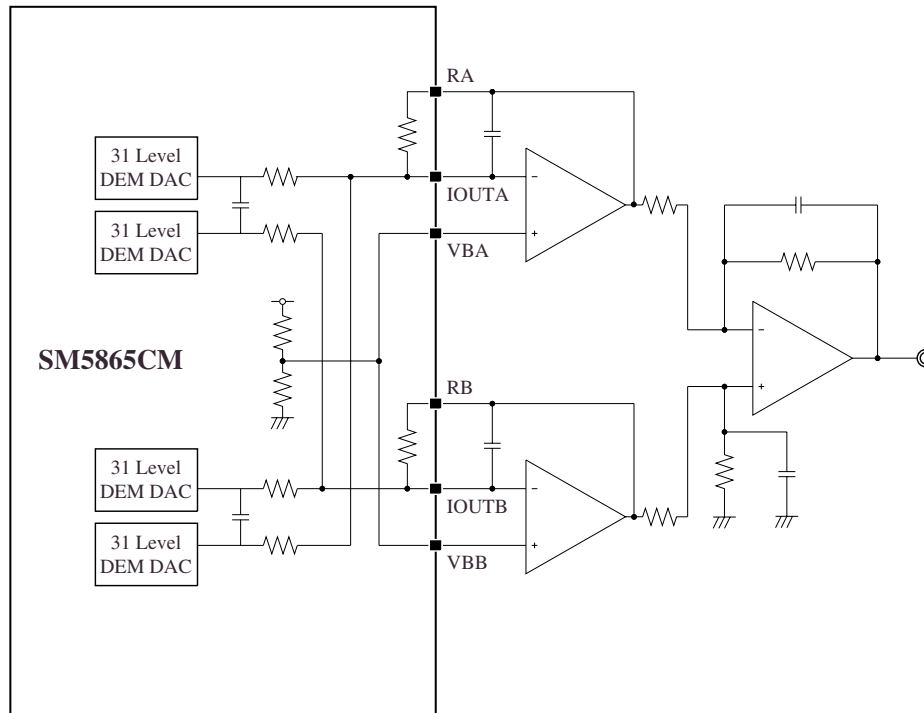 RA
31 Level
DEM DAC
IOUTA
31 Level
DEM DAC
VBA
SM5865CM
RB
31 Level
DEM DAC
IOUTB
31 Level
DEM DAC
VBB